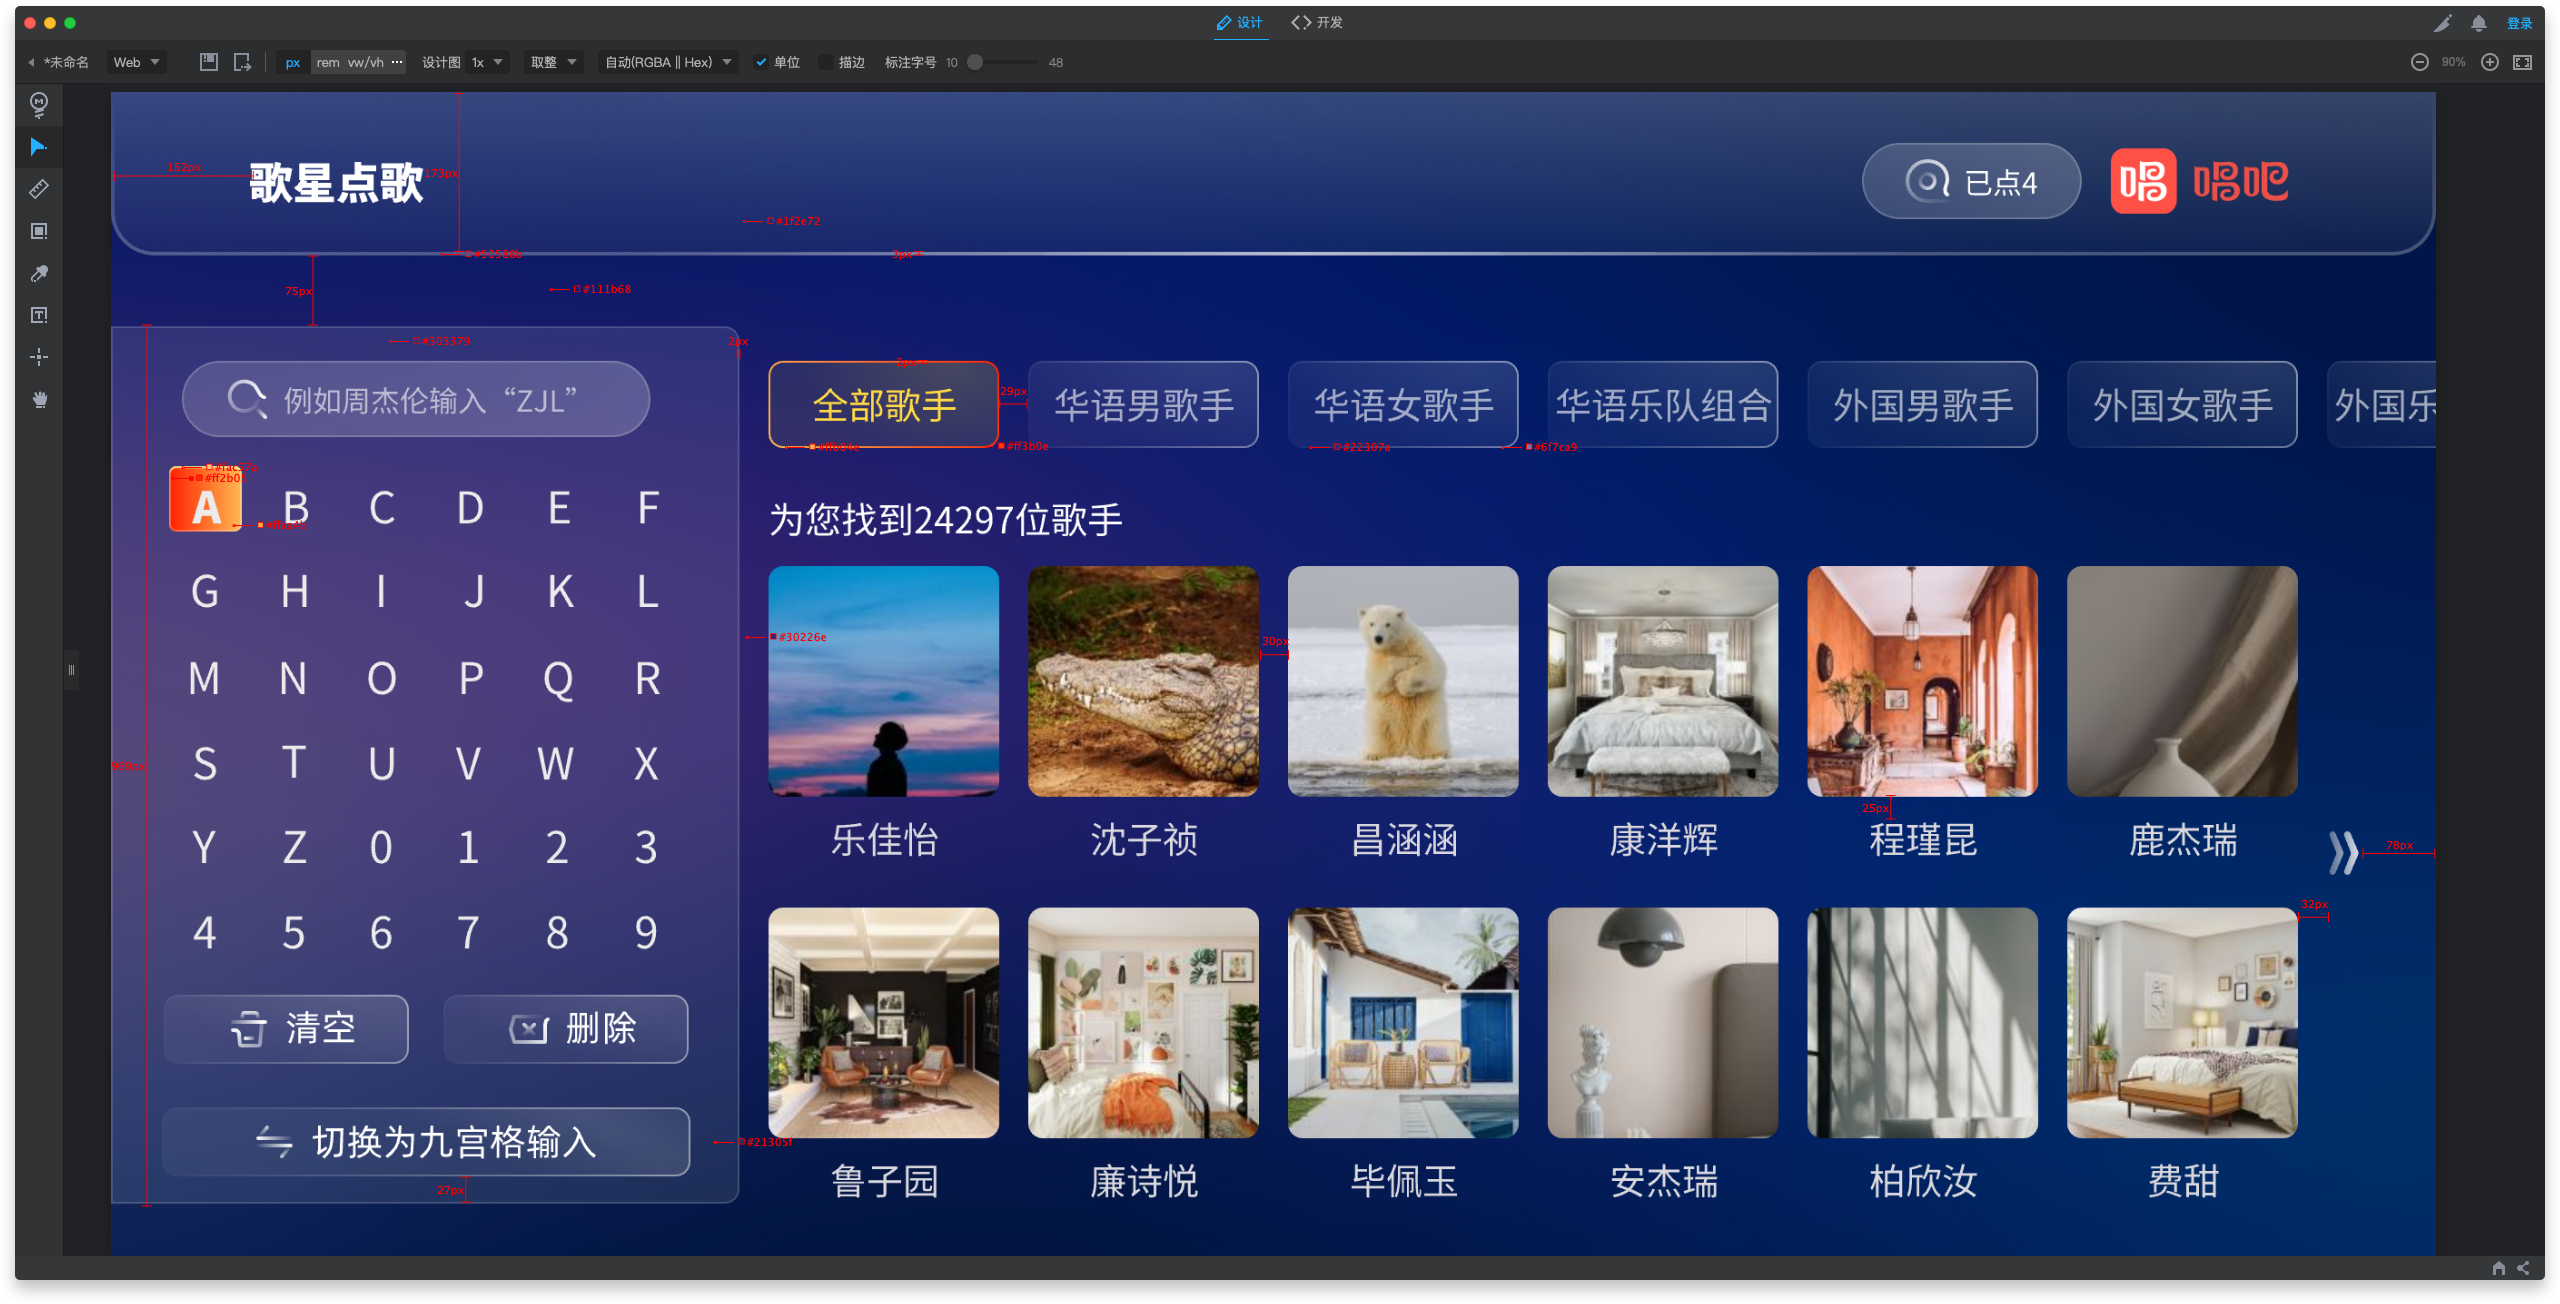 设计
开发
登录
*未命名
Web
px
rem
vw/vh
设计图
1x
取整
自动(RGBA || Hex)
单位
描边
标注字号
10
48
90%
歌星点歌
152px
173px
已点4
唱
唱吧
#1f2e72
3px
#111b68
75px
#303379
2px
例如周杰伦输入“ZJL”
全部歌手
华语男歌手
华语女歌手
华语乐队组合
外国男歌手
外国女歌手
外国乐
29px
#ffb04e
#ff3b0e
#22307a
#6f7ca9
A B C D E F
G H I J K L
M N O P Q R
S T U V W X
Y Z 0 1 2 3
4 5 6 7 8 9
清空
删除
切换为九宫格输入
27px
#21305f
#30226e
为您找到24297位歌手
30px
乐佳怡
沈子祯
昌涵涵
康洋辉
25px
程瑾昆
鹿杰瑞
78px
32px
鲁子园
廉诗悦
毕佩玉
安杰瑞
柏欣汝
费甜